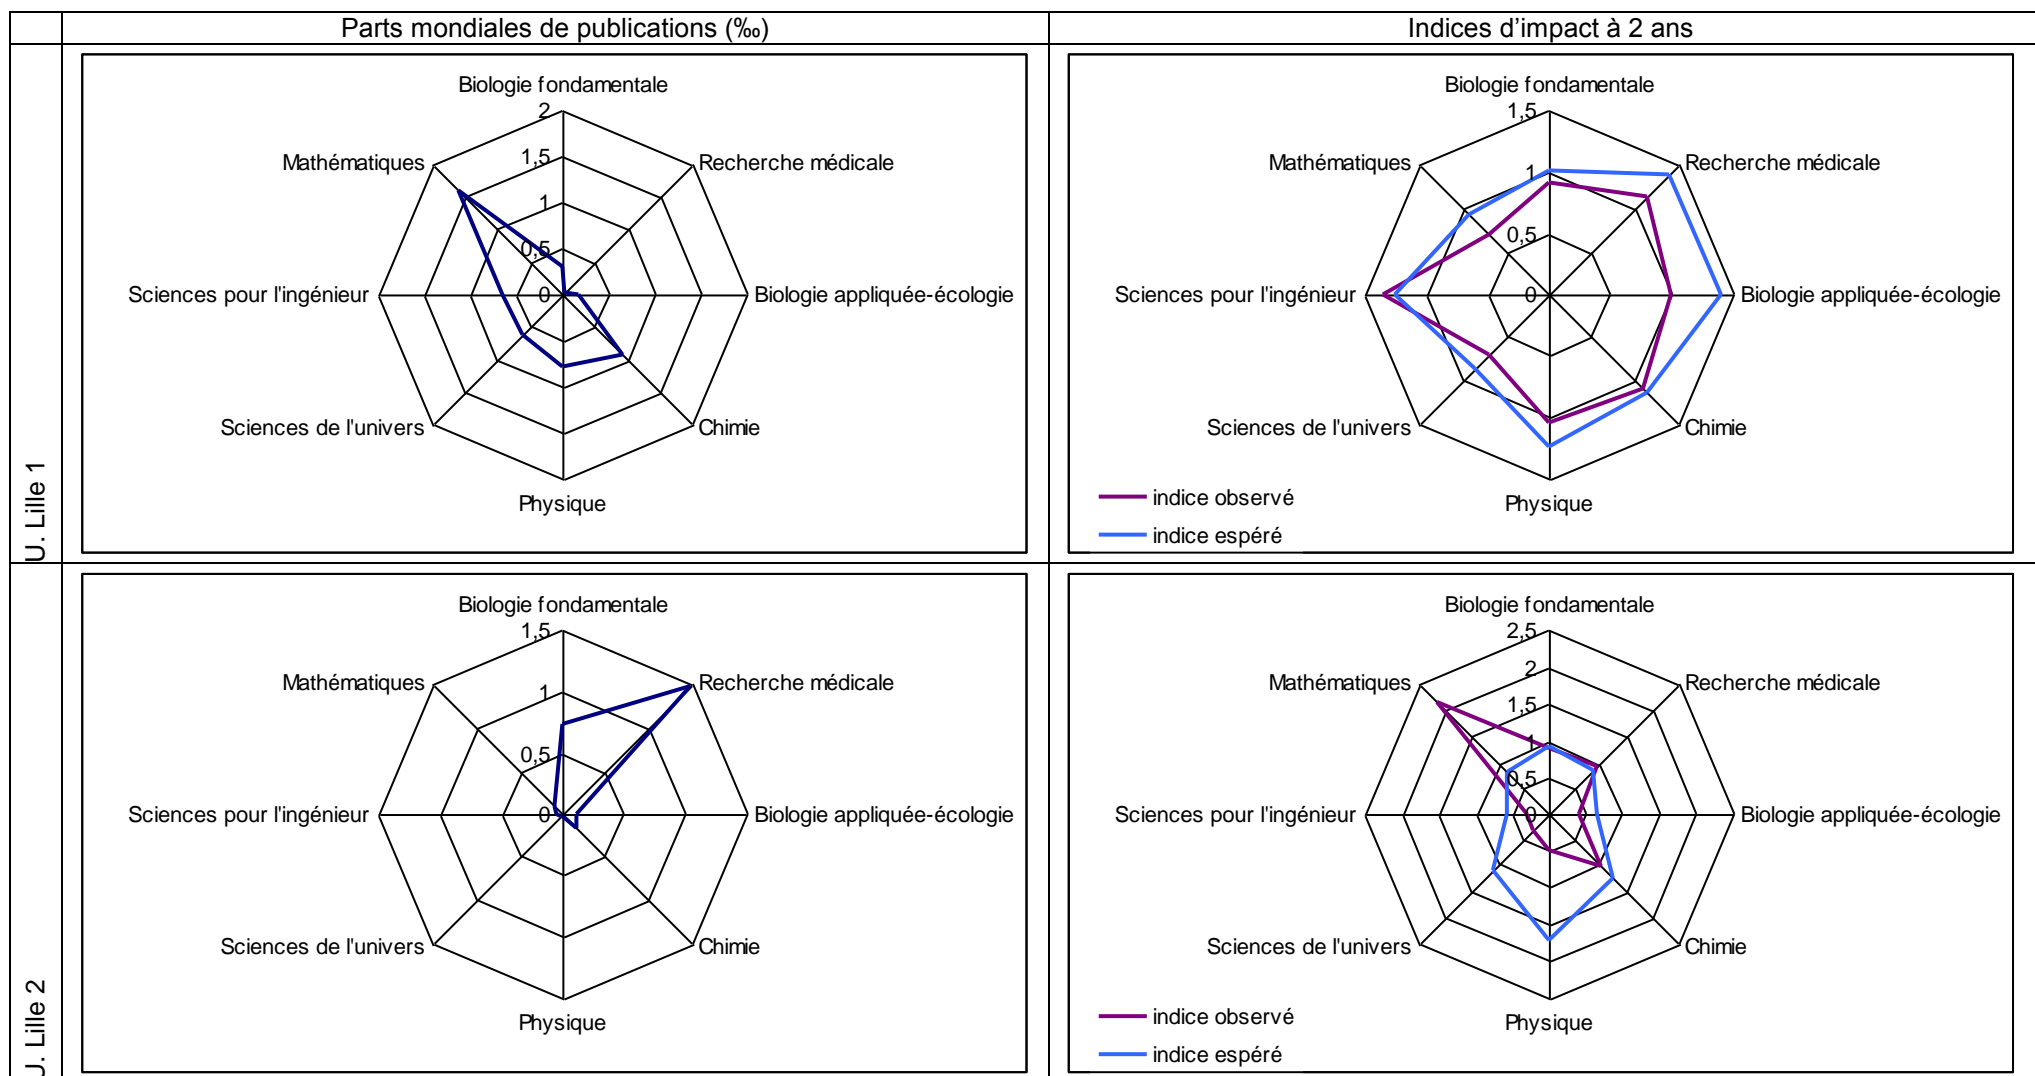 Parts mondiales de publications (‰)
Indices d'impact à 2 ans
U. Lille 1
Biologie fondamentale
2
1,5
1
0,5
0
Mathématiques
Recherche médicale
Sciences pour l'ingénieur
Biologie appliquée-écologie
Sciences de l'univers
Chimie
Physique
Biologie fondamentale
1,5
1
0,5
0
Mathématiques
Recherche médicale
Sciences pour l'ingénieur
Biologie appliquée-écologie
Sciences de l'univers
Chimie
Physique
indice observé
indice espéré
U. Lille 2
Biologie fondamentale
1,5
1
0,5
0
Mathématiques
Recherche médicale
Sciences pour l'ingénieur
Biologie appliquée-écologie
Sciences de l'univers
Chimie
Physique
Biologie fondamentale
2,5
2
1,5
1
0,5
0
Mathématiques
Recherche médicale
Sciences pour l'ingénieur
Biologie appliquée-écologie
Sciences de l'univers
Chimie
Physique
indice observé
indice espéré